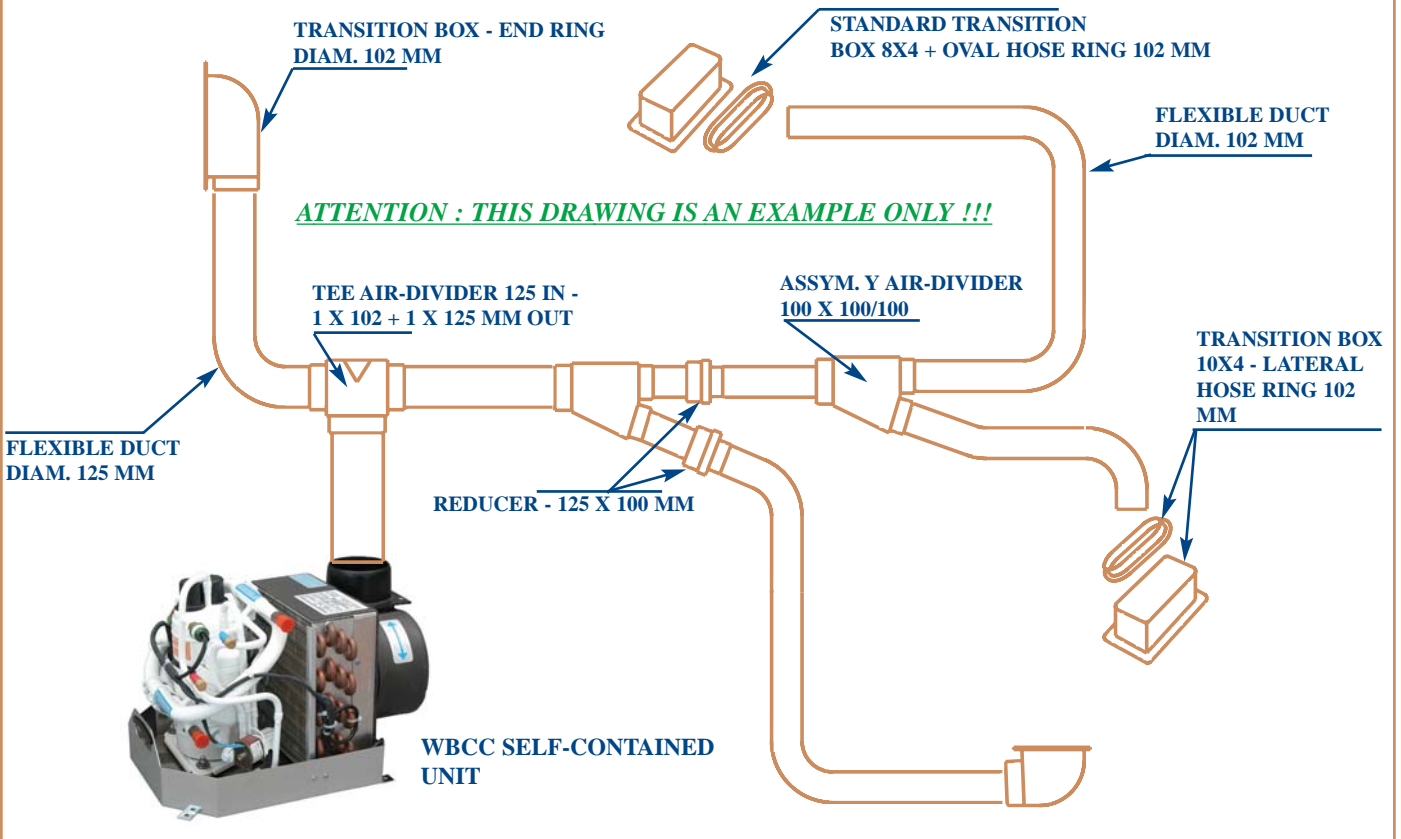 TRANSITION BOX - END RING
DIAM. 102 MM
STANDARD TRANSITION
BOX 8X4 + OVAL HOSE RING 102 MM
FLEXIBLE DUCT
DIAM. 102 MM
ATTENTION : THIS DRAWING IS AN EXAMPLE ONLY !!!
TEE AIR-DIVIDER 125 IN -
1 X 102 + 1 X 125 MM OUT
ASSYM. Y AIR-DIVIDER
100 X 100/100
TRANSITION BOX
10X4 - LATERAL
HOSE RING 102
MM
FLEXIBLE DUCT
DIAM. 125 MM
REDUCER - 125 X 100 MM
WBCC SELF-CONTAINED
UNIT